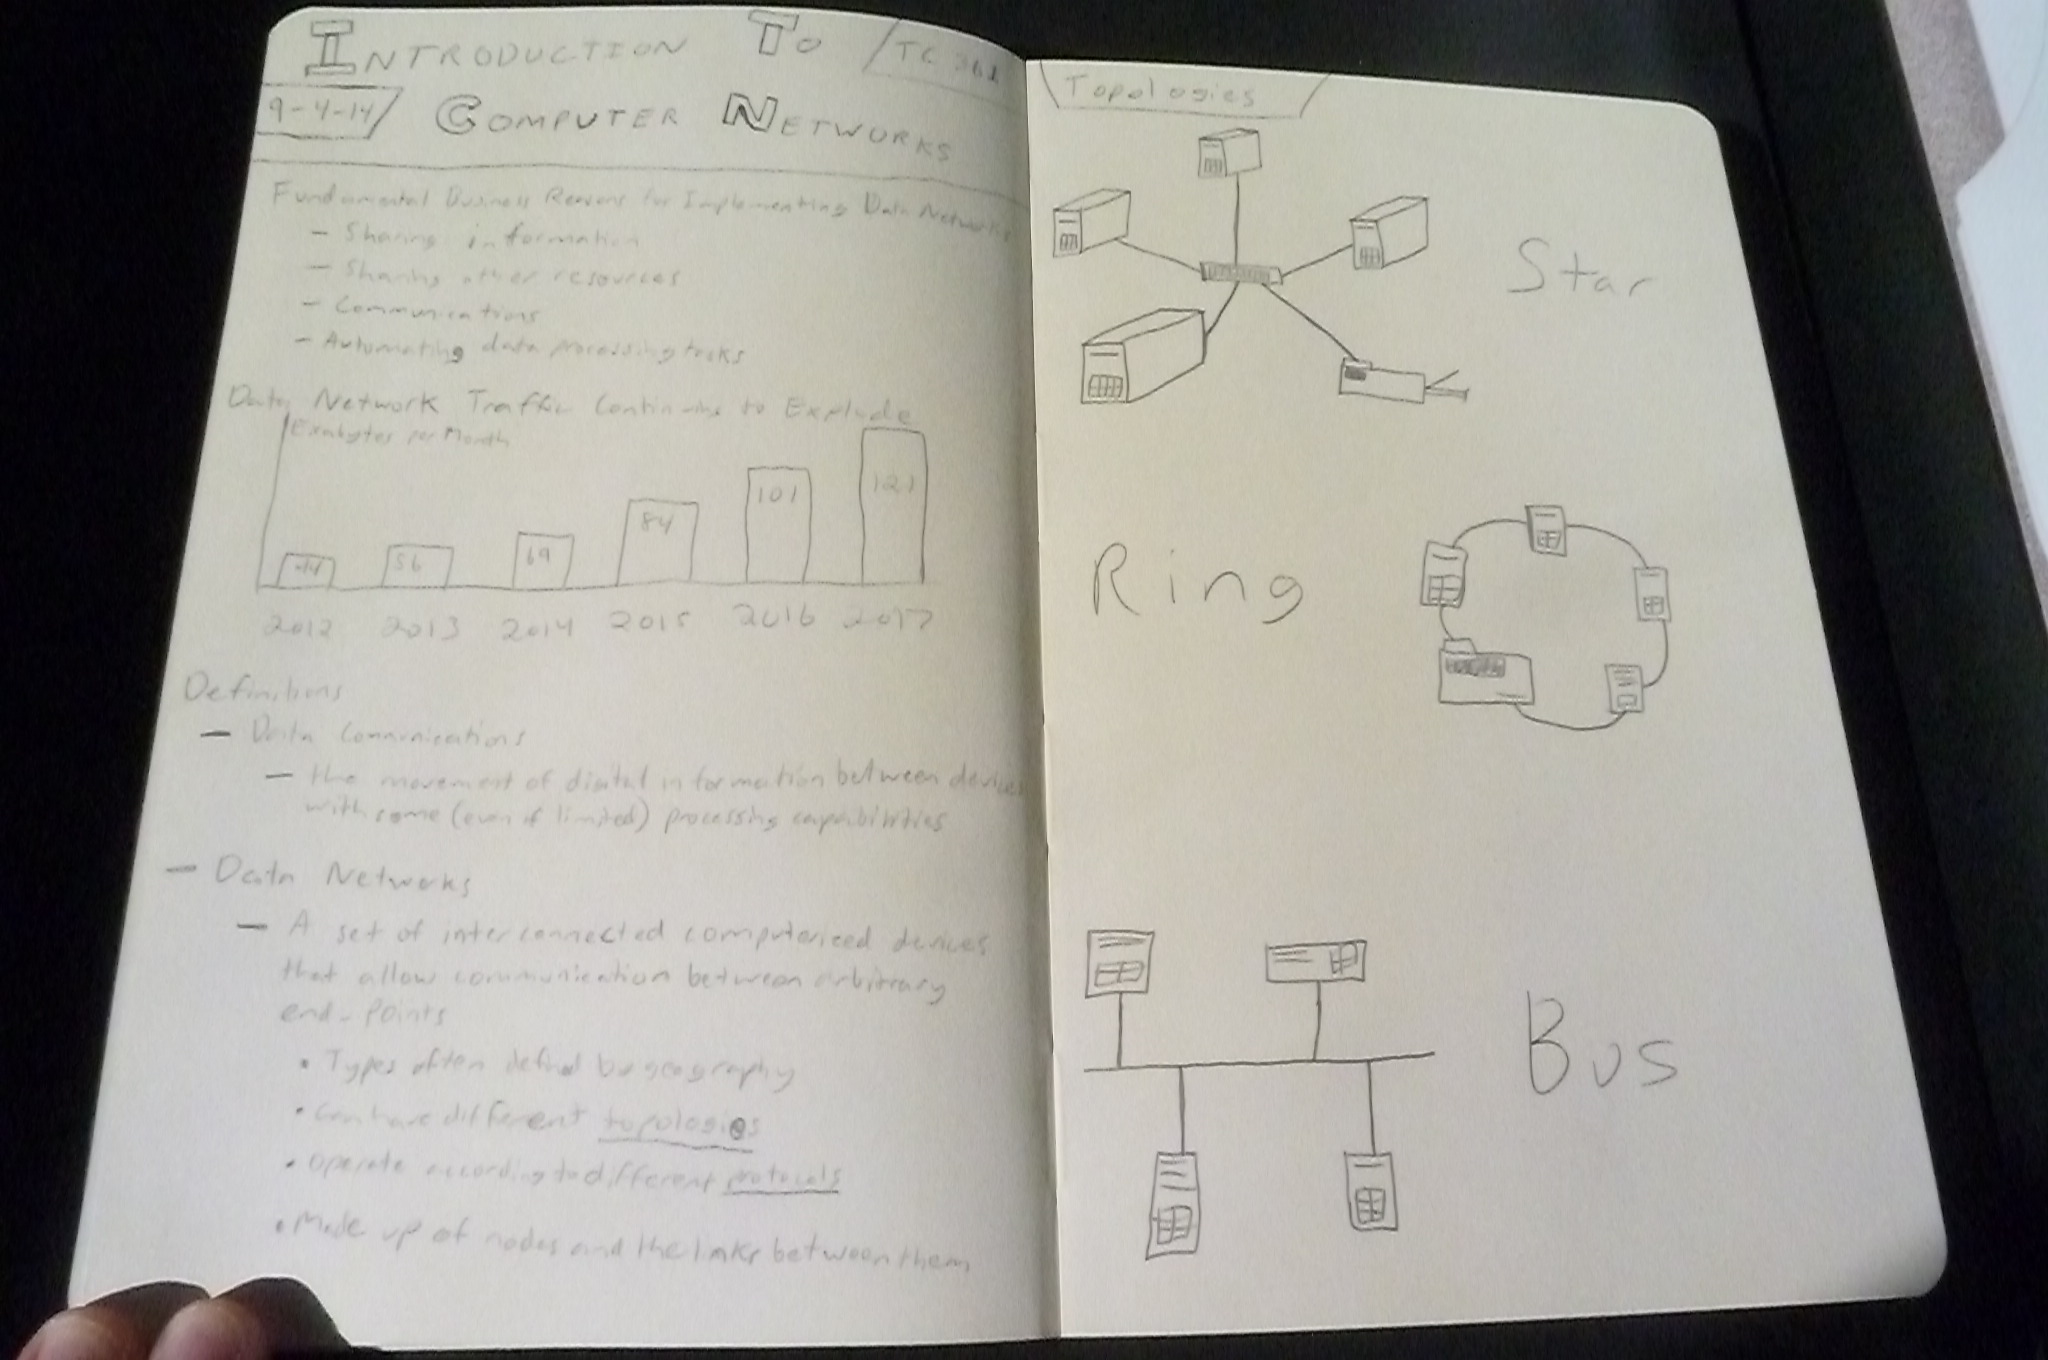 INTRODUCTION TO
TC 361
9-4-14
COMPUTER NETWORKS
Fundamental Business Reasons for Implementing Data Networks
- Sharing information
- Sharing other resources
- Communications
- Automating data processing tasks
Data Network Traffic Continues to Explode
Exabytes per Month
44 56 69 84 101 121
2012 2013 2014 2015 2016 2017
Definitions
- Data Communications
- the movement of digital information between devices
with some (even if limited) processing capabilities
- Data Networks
- A set of interconnected computerized devices
that allow communication between arbitrary
end-points
• Types often defined by geography
• Can have different topologies
• Operate according to different protocols
• Made up of nodes and the links between them
Topologies
Star
Ring
Bus